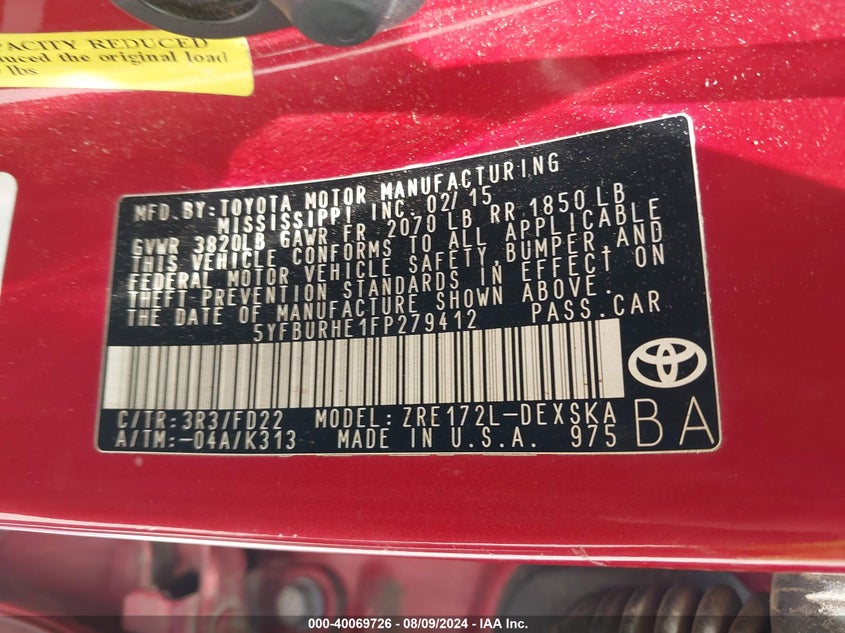 PACITY REDUCED
duced the original load
lbs
MFD. BY: TOYOTA MOTOR MANUFACTURING
MISSISSIPPI INC. 02/15
GVWR 3820LB GAWR FR 2070 LB RR 1850 LB
THIS VEHICLE CONFORMS TO ALL APPLICABLE
FEDERAL MOTOR VEHICLE SAFETY, BUMPER, AND
THEFT PREVENTION STANDARDS IN EFFECT ON
THE DATE OF MANUFACTURE SHOWN ABOVE.
5YFBURHE1FP279412 PASS. CAR
C/TR: 3R3/FD22 MODEL: ZRE172L-DEXSKA
A/TM: -04A/K313 MADE IN U.S.A. 975
BA
000-40069726 - 08/09/2024 - IAA Inc.